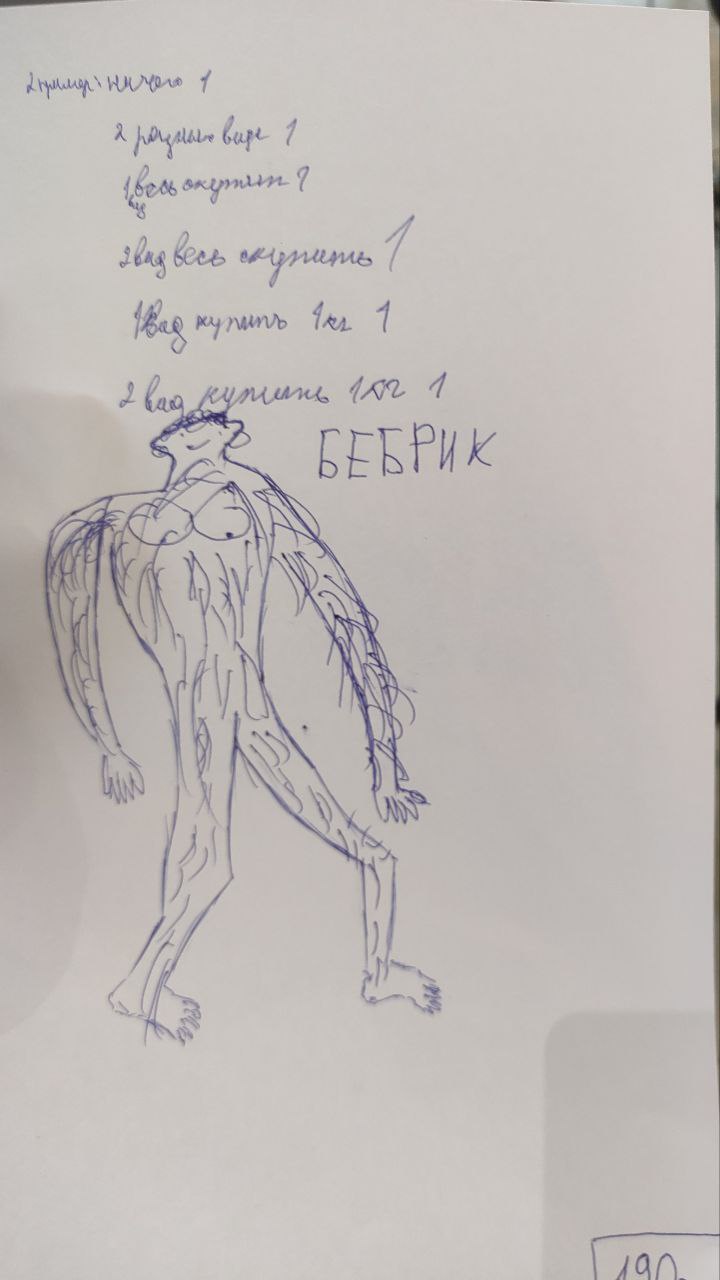 2 пример: ничего 1
2 разных вида 1
1 весь скупить 1
вид
2 вид весь скупить 1
1 вид купить 1кг 1
2 вид купить 1кг 1
БЕБРИК
190